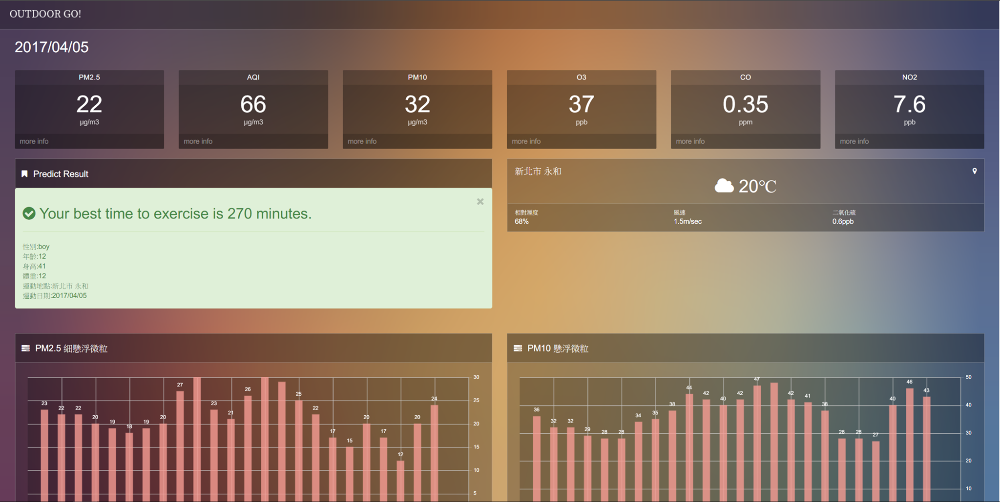 OUTDOOR GO!
2017/04/05
PM2.5
22
µg/m3
more info
AQI
66
µg/m3
more info
PM10
32
µg/m3
more info
O3
37
ppb
more info
CO
0.35
ppm
more info
NO2
7.6
ppb
more info
Predict Result
Your best time to exercise is 270 minutes.
×
性別:boy
年齡:12
身高:41
體重:12
運動地點:新北市 永和
運動日期:2017/04/05
新北市 永和
20℃
相對溼度
68%
風速
1.5m/sec
二氧化硫
0.6ppb
PM2.5 細懸浮微粒
30
25
20
15
10
5
23
22
22
20
19
18
19
20
27
23
21
26
25
22
17
15
20
17
12
20
24
PM10 懸浮微粒
50
40
30
20
10
36
32
32
29
28
28
34
35
38
44
42
40
42
47
42
41
38
28
28
27
40
46
43